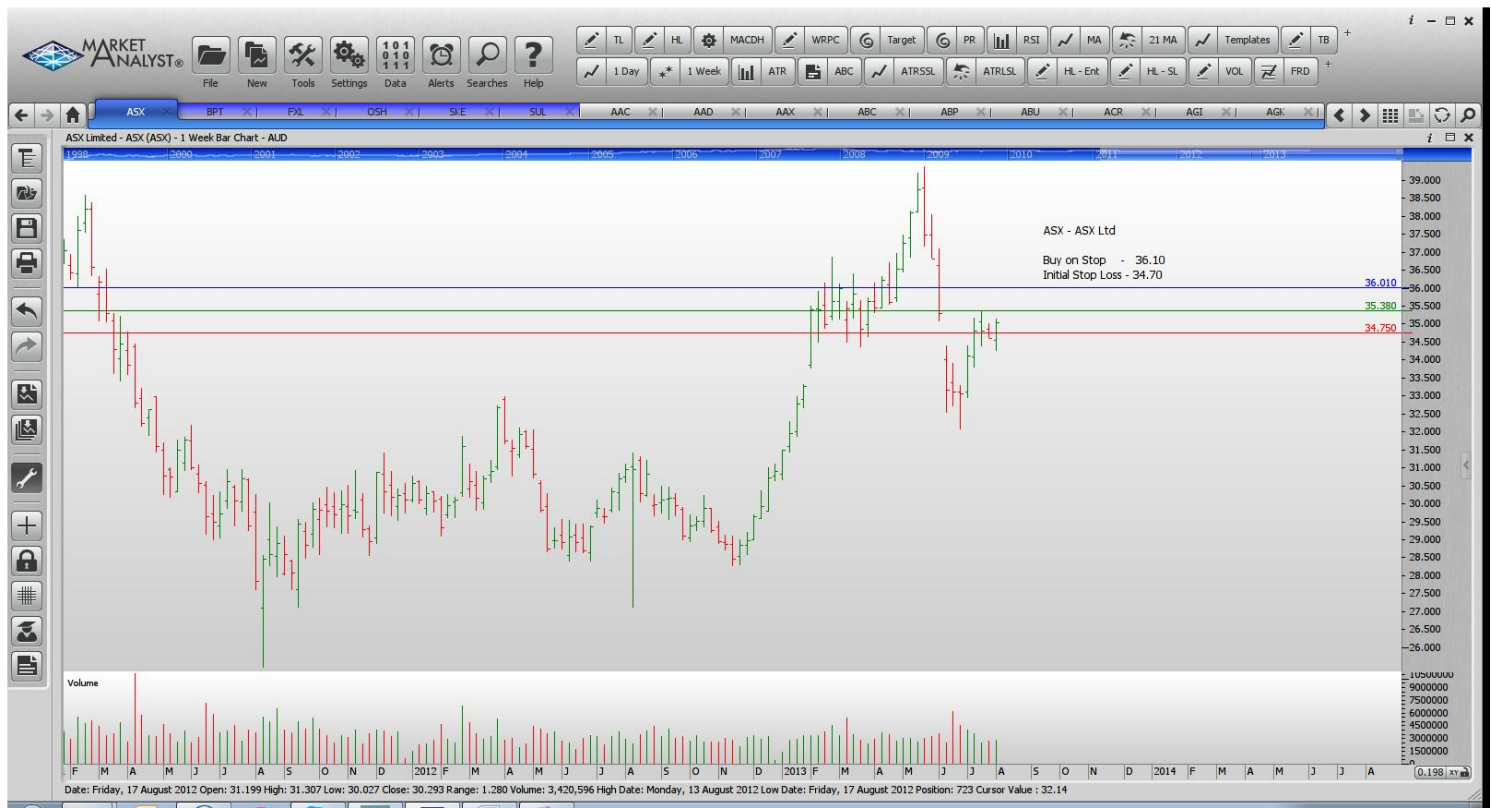 i
MARKET
ANALYST®
File New Tools Settings Data Alerts Searches Help
101
010
111
TL HL MACDH WRPC Target PR RSI MA 21 MA Templates TB +
1 Day 1 Week ATR ABC ATRSSL ATRLSL HL - Ent HL - SL VOL FRD +
ASX BPT FXL OSH SKE SUL AAC AAD AAX ABC ABP ABU ACR AGI AGK
ASX Limited - ASX (ASX) - 1 Week Bar Chart - AUD
i
1998 2000 2001 2002 2003 2004 2005 2006 2007 2008 2009 2010 2011 2012 2013
39.000
38.500
38.000
ASX - ASX Ltd
37.500
37.000
Buy on Stop - 36.10
36.500
Initial Stop Loss - 34.70
36.010
36.000
35.380
35.500
35.000
34.750
34.500
34.000
33.500
33.000
32.500
32.000
31.500
31.000
30.500
30.000
29.500
29.000
28.500
28.000
27.500
27.000
26.500
26.000
Volume
10500000
9000000
7500000
6000000
4500000
3000000
1500000
0
F M A M J J A S O N D 2012 F M A M J J A S O N D 2013 F M A M J J A S O N D 2014 F M A M J J A
0.198 XY
Date: Friday, 17 August 2012 Open: 31.199 High: 31.307 Low: 30.027 Close: 30.293 Range: 1.280 Volume: 3,420,596 High Date: Monday, 13 August 2012 Low Date: Friday, 17 August 2012 Position: 723 Cursor Value : 32.14